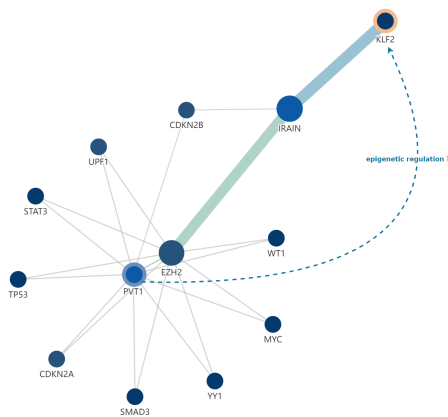 KLF2
CDKN2B
IRAIN
UPF1
epigenetic regulation ?
STAT3
WT1
EZH2
TP53
PVT1
MYC
CDKN2A
YY1
SMAD3